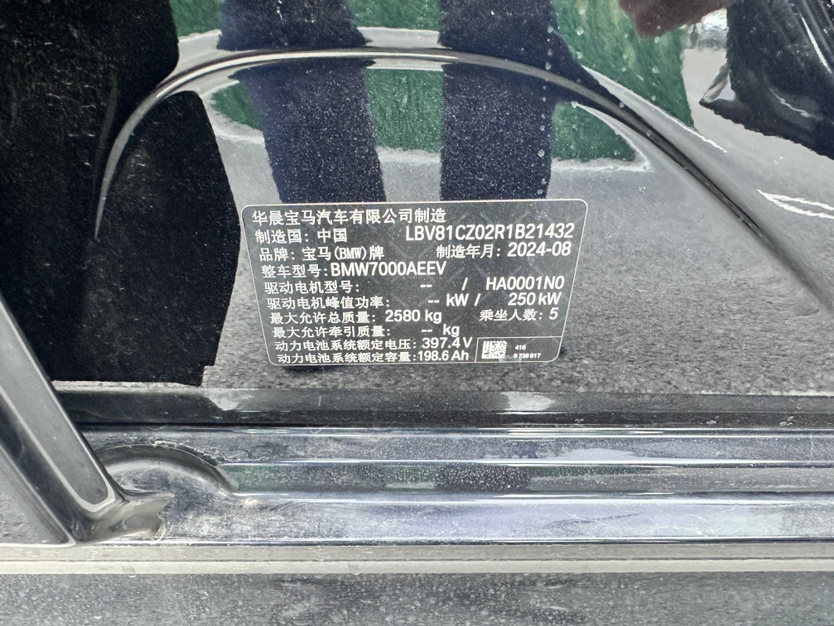 华晨宝马汽车有限公司制造
制造国: 中国 LBV81CZ02R1B21432
品牌: 宝马(BMW)牌 制造年月: 2024-08
整车型号: BMW7000AEEV
驱动电机型号: -- / HA0001N0
驱动电机峰值功率: -- kW / 250 kW
最大允许总质量: 2580 kg 乘坐人数: 5
最大允许牵引质量: -- kg
动力电池系统额定电压: 397.4V
动力电池系统额定容量: 198.6 Ah
416